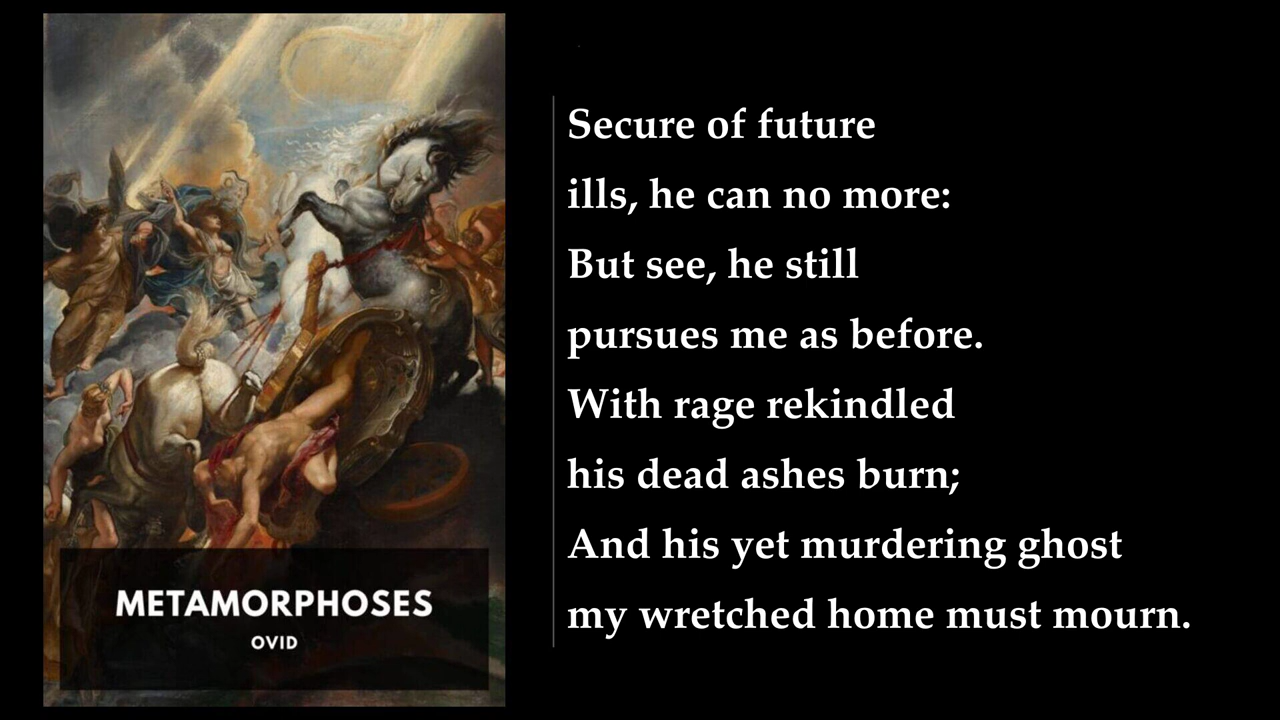 METAMORPHOSES
OVID
Secure of future
ills, he can no more:
But see, he still
pursues me as before.
With rage rekindled
his dead ashes burn;
And his yet murdering ghost
my wretched home must mourn.